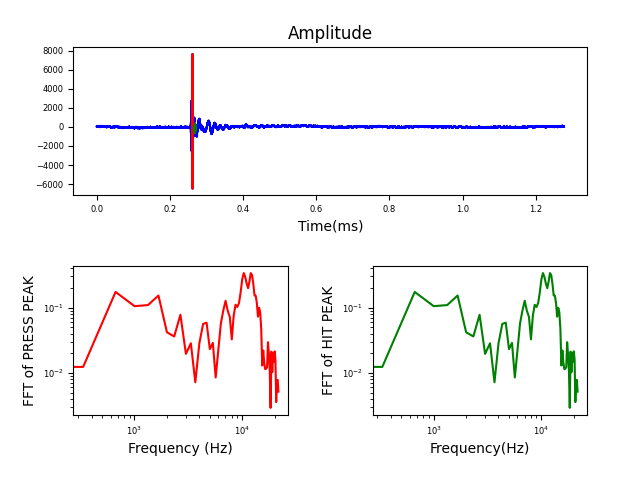 Amplitude
8000
6000
4000
2000
0
−2000
−4000
−6000
0.0 0.2 0.4 0.6 0.8 1.0 1.2
Time(ms)
FFT of PRESS PEAK
10⁻¹
10⁻²
10³ 10⁴
Frequency (Hz)
FFT of HIT PEAK
10⁻¹
10⁻²
10³ 10⁴
Frequency(Hz)